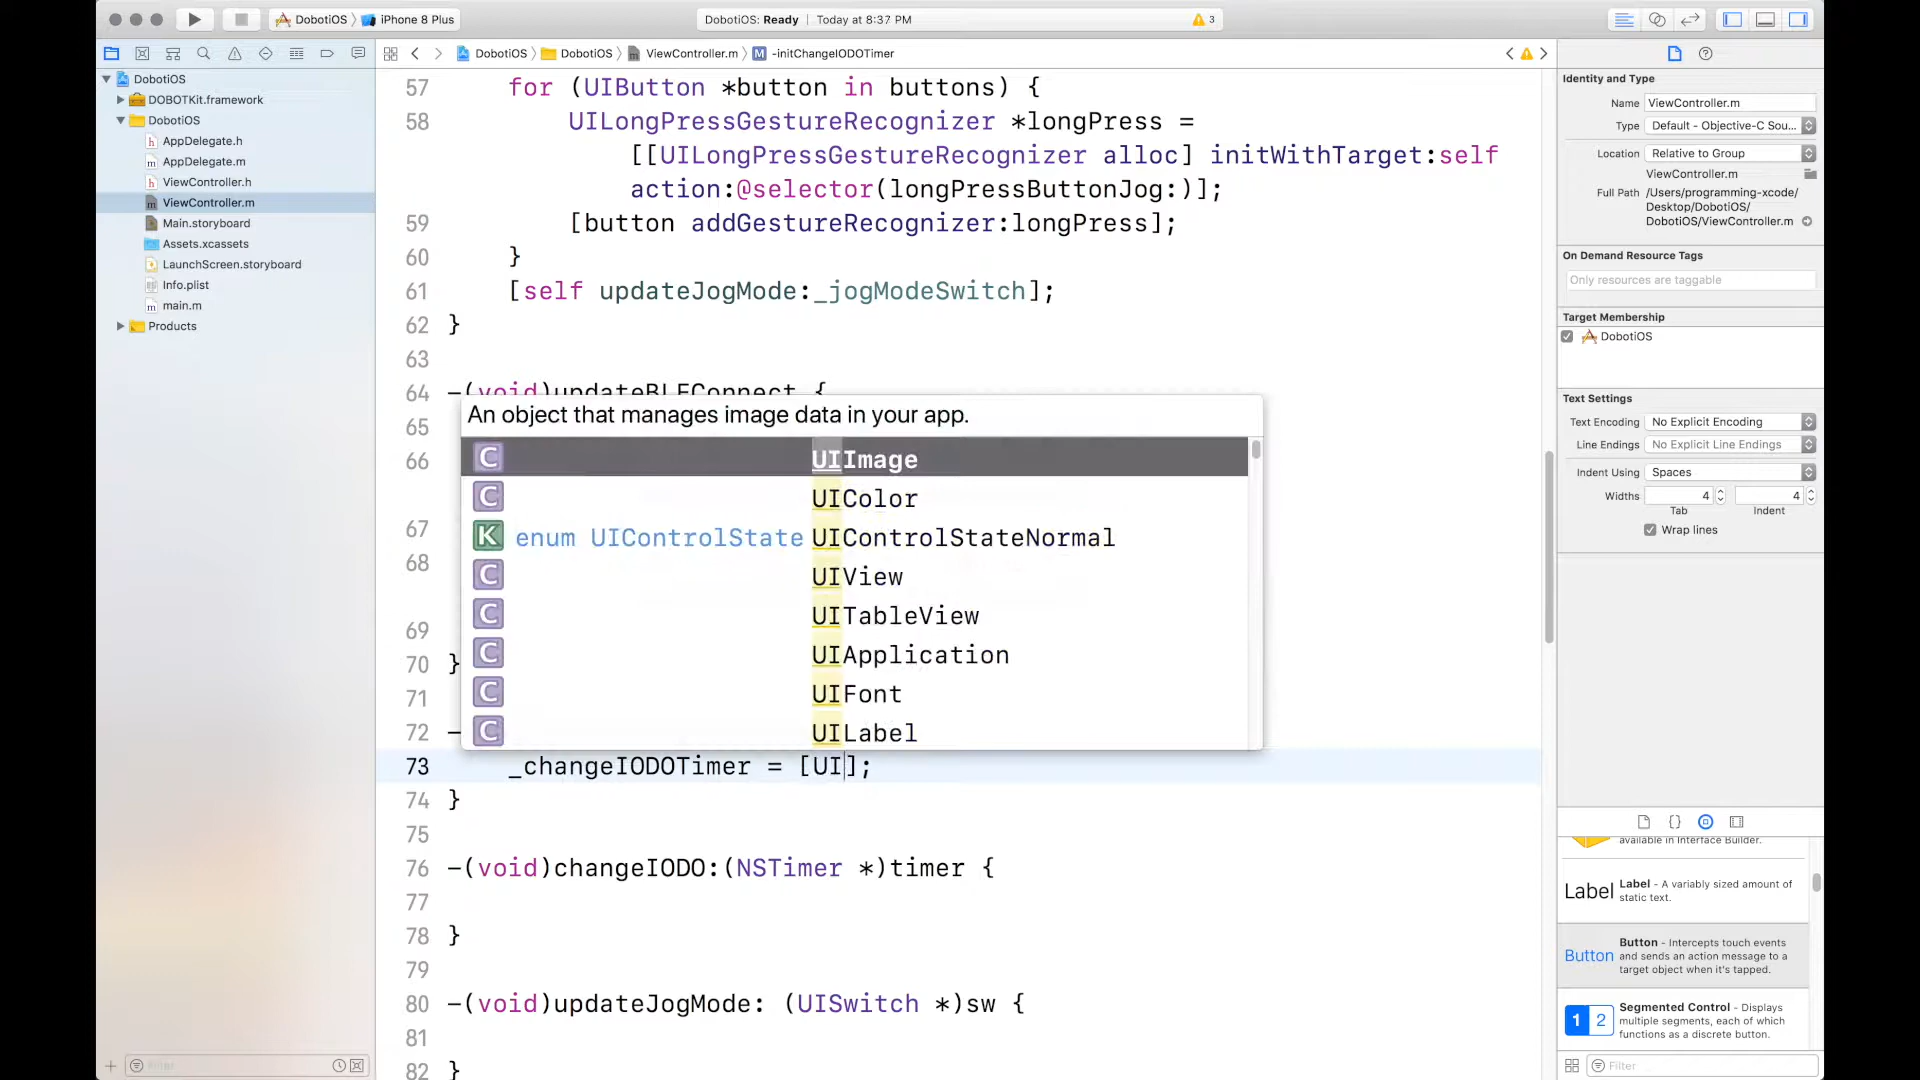 DobotiOS iPhone 8 Plus DobotiOS: Ready Today at 8:37 PM 3
DobotiOS DobotiOS ViewController.m M -initChangeIODOTimer
DobotiOS
DOBOTKit.framework
DobotiOS
h AppDelegate.h
m AppDelegate.m
h ViewController.h
m ViewController.m
Main.storyboard
Assets.xcassets
LaunchScreen.storyboard
Info.plist
m main.m
Products
Filter
57 for (UIButton *button in buttons) {
58 UILongPressGestureRecognizer *longPress =
[[UILongPressGestureRecognizer alloc] initWithTarget:self
action:@selector(longPressButtonJog:)];
59 [button addGestureRecognizer:longPress];
60 }
61 [self updateJogMode:_jogModeSwitch];
62 }
63
64 -(void)updateBLEConnect {
65
66
67
68
69
70 }
71
72 -
73 _changeIODOTimer = [UI];
74 }
75
76 -(void)changeIODO:(NSTimer *)timer {
77
78 }
79
80 -(void)updateJogMode: (UISwitch *)sw {
81
82 }
An object that manages image data in your app.
C UIImage
C UIColor
K enum UIControlState UIControlStateNormal
C UIView
C UITableView
C UIApplication
C UIFont
C UILabel
Identity and Type
Name ViewController.m
Type Default - Objective-C Sou...
Location Relative to Group
ViewController.m
Full Path /Users/programming-xcode/
Desktop/DobotiOS/
DobotiOS/ViewController.m
On Demand Resource Tags
Only resources are taggable
Target Membership
DobotiOS
Text Settings
Text Encoding No Explicit Encoding
Line Endings No Explicit Line Endings
Indent Using Spaces
Widths 4 4
Tab Indent
Wrap lines
available in Interface Builder.
Label Label - A variably sized amount of
static text.
Button Button - Intercepts touch events
and sends an action message to a
target object when it's tapped.
1 2 Segmented Control - Displays
multiple segments, each of which
functions as a discrete button.
Filter